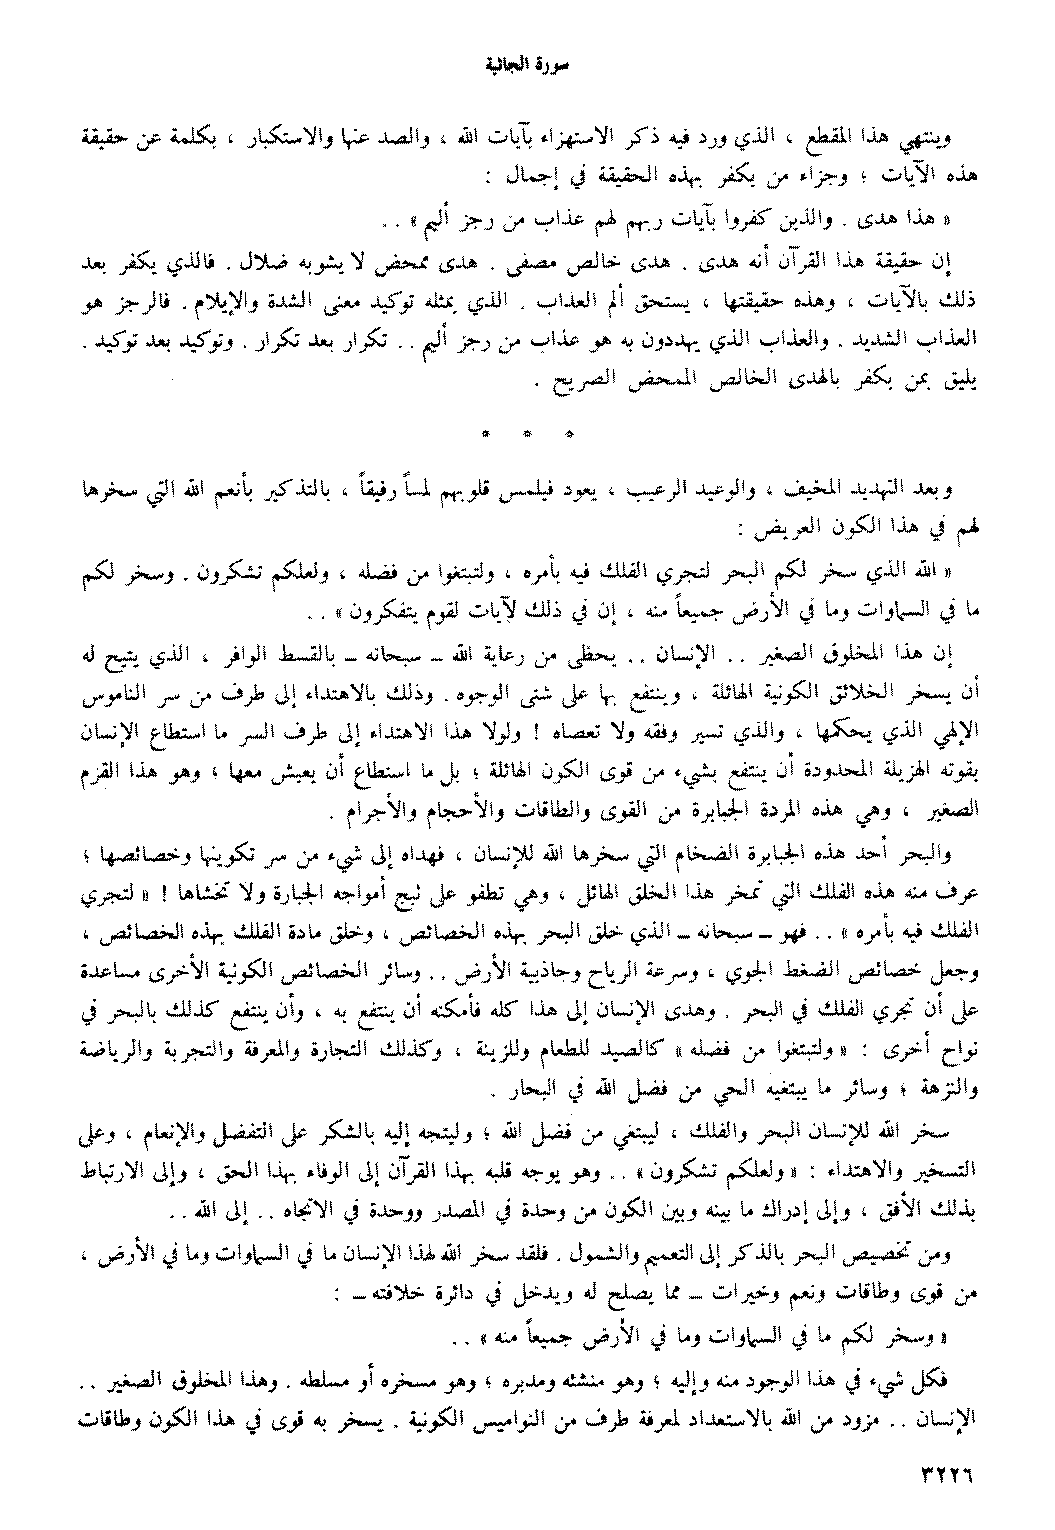 سورة الجاثية
وينتهي هذا المقطع ، الذي ورد فيه ذكر الاستهزاء بآيات الله ، والصد عنها والاستكبار ، بكلمة عن حقيقة
هذه الآيات ؛ وجزاء من يكفر بهذه الحقيقة في إجمال :
« هذا هدى . والذين كفروا بآيات ربهم لهم عذاب من رجز أليم » . .
إن حقيقة هذا القرآن أنه هدى . هدى خالص مصفى . هدى ممحض لا يشوبه ضلال . فالذي يكفر بعد
ذلك بالآيات ، وهذه حقيقتها ، يستحق ألم العذاب . الذي يمثله توكيد معنى الشدة والإيلام . فالرجز هو
العذاب الشديد . والعذاب الذي يهددون به هو عذاب من رجز أليم . . تكرار بعد تكرار . وتوكيد بعد توكيد .
يليق بمن يكفر بالهدى الخالص الممحض الصريح .
* * *
وبعد التهديد المخيف ، والوعيد الرعيب ، يعود فيلمس قلوبهم لمساً رفيقاً ، بالتذكير بأنعم الله التي سخرها
لهم في هذا الكون العريض :
« الله الذي سخر لكم البحر لتجري الفلك فيه بأمره ، ولتبتغوا من فضله ، ولعلكم تشكرون . وسخر لكم
ما في السماوات وما في الأرض جميعاً منه ، إن في ذلك لآيات لقوم يتفكرون » . .
إن هذا المخلوق الصغير . . الإنسان . . يحظى من رعاية الله ــ سبحانه ــ بالقسط الوافر ، الذي يتيح له
أن يسخر الخلائق الكونية الهائلة ، وينتفع بها على شتى الوجوه . وذلك بالاهتداء إلى طرف من سر الناموس
الإلهي الذي يحكمها ، والذي تسير وفقه ولا تعصاه ! ولولا هذا الاهتداء إلى طرف السر ما استطاع الإنسان
بقوته الهزيلة المحدودة أن ينتفع بشيء من قوى الكون الهائلة ؛ بل ما استطاع أن يعيش معها ؛ وهو هذا القزم
الصغير ، وهي هذه المردة الجبابرة من القوى والطاقات والأحجام والأجرام .
والبحر أحد هذه الجبابرة الضخام التي سخرها الله للإنسان ، فهداه إلى شيء من سر تكوينها وخصائصها ؛
عرف منه هذه الفلك التي تمخر هذا الخلق الهائل ، وهي تطفو على ثبج أمواجه الجبارة ولا تخشاها ! « لتجري
الفلك فيه بأمره » . . فهو ــ سبحانه ــ الذي خلق البحر بهذه الخصائص ، وخلق مادة الفلك بهذه الخصائص ،
وجعل خصائص الضغط الجوي ، وسرعة الرياح وجاذبية الأرض . . وسائر الخصائص الكونية الأخرى مساعدة
على أن تجري الفلك في البحر . وهدى الإنسان إلى هذا كله فأمكنه أن ينتفع به ، وأن ينتفع كذلك بالبحر في
نواح أخرى : « ولتبتغوا من فضله » كالصيد للطعام وللزينة ، وكذلك التجارة والمعرفة والتجربة والرياضة
والنزهة ؛ وسائر ما يبتغيه الحي من فضل الله في البحار .
سخر الله للإنسان البحر والفلك ، ليبتغي من فضل الله ؛ وليتجه إليه بالشكر على التفضل والإنعام ، وعلى
التسخير والاهتداء : « ولعلكم تشكرون » . . وهو يوجه قلبه بهذا القرآن إلى الوفاء بهذا الحق ، وإلى الارتباط
بذلك الأفق ، وإلى إدراك ما بينه وبين الكون من وحدة في المصدر ووحدة في الاتجاه . . إلى الله . .
ومن تخصيص البحر بالذكر إلى التعميم والشمول . فلقد سخر الله لهذا الإنسان ما في السماوات وما في الأرض ،
من قوى وطاقات ونعم وخيرات ــ مما يصلح له ويدخل في دائرة خلافته ــ :
« وسخر لكم ما في السماوات وما في الأرض جميعاً منه » . .
فكل شيء في هذا الوجود منه وإليه ؛ وهو منشئه ومدبره ؛ وهو مسخره أو مسلطه . وهذا المخلوق الصغير . .
الإنسان . . مزود من الله بالاستعداد لمعرفة طرف من النواميس الكونية . يسخر به قوى في هذا الكون وطاقات
٣٢٢٦